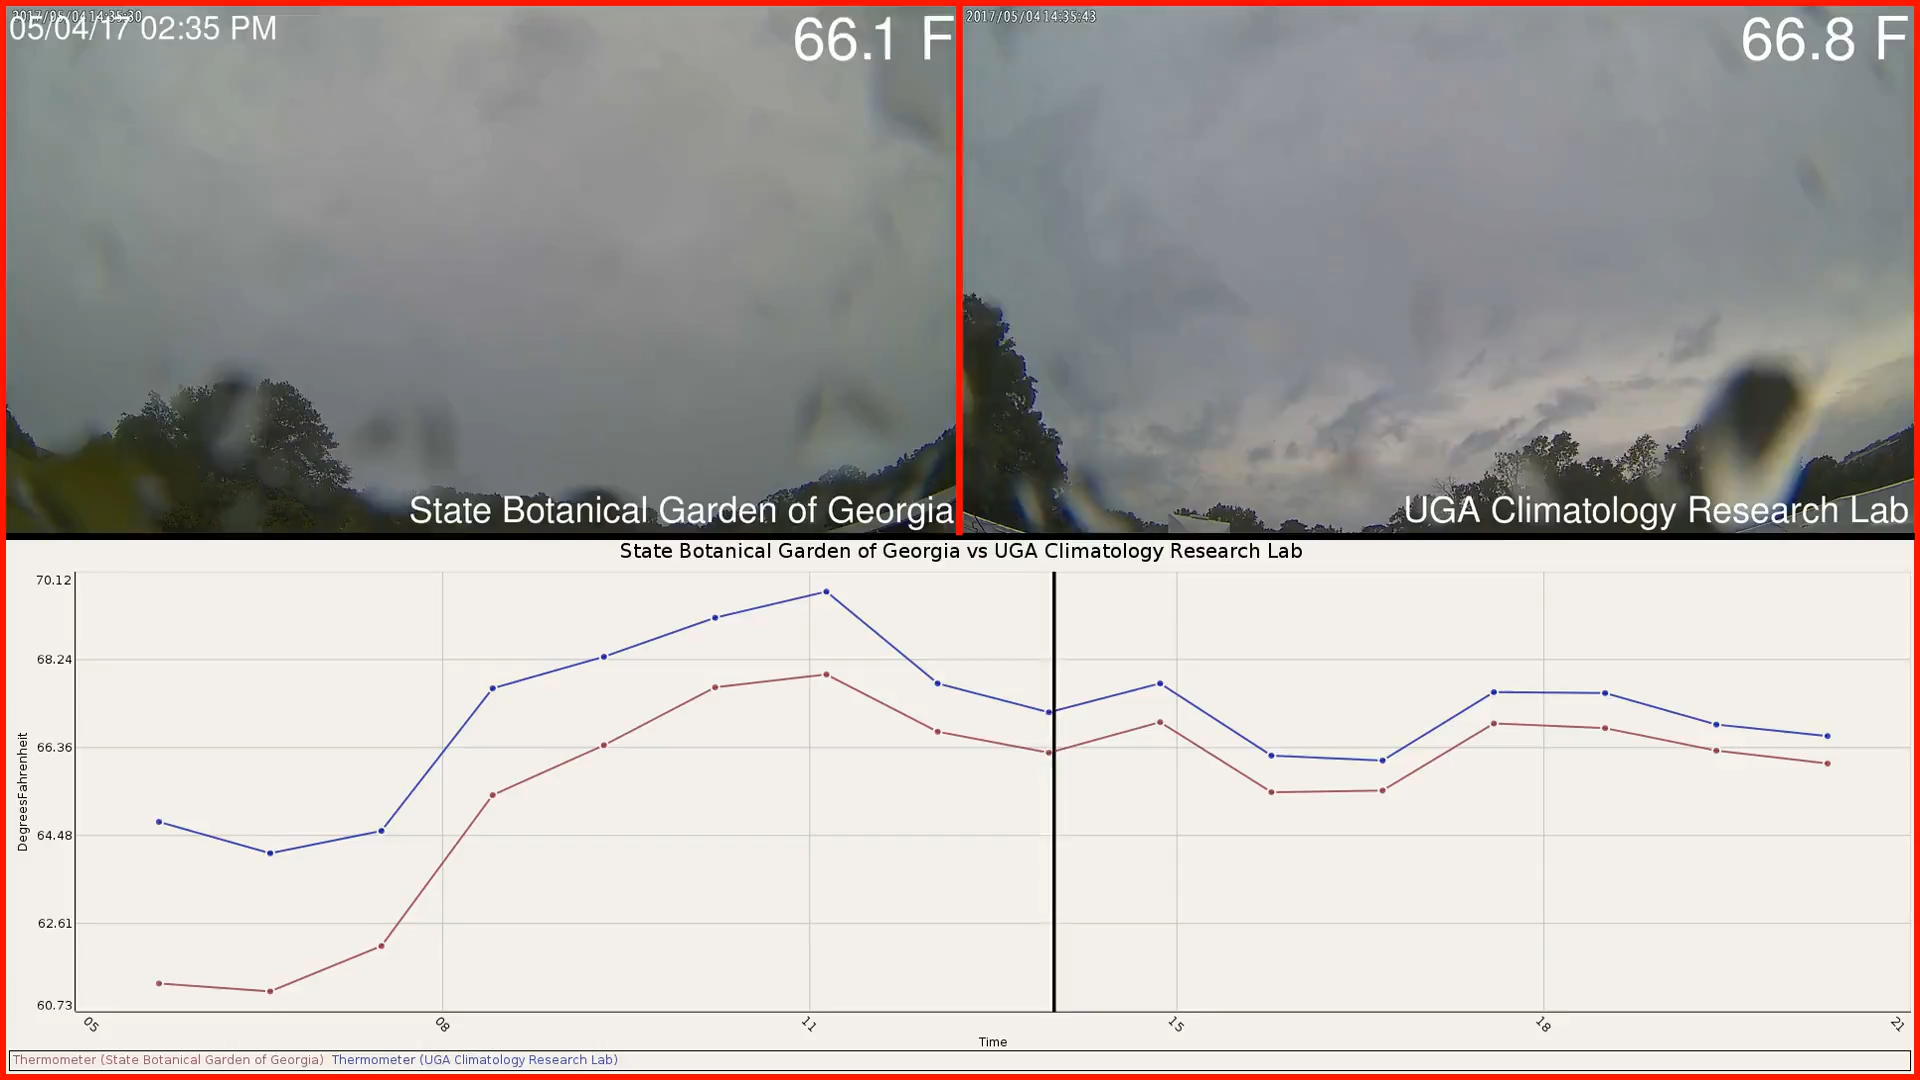 2017/05/04 14:35:30
05/04/17 02:35 PM
66.1 F
State Botanical Garden of Georgia
2017/05/04 14:35:43
66.8 F
UGA Climatology Research Lab
State Botanical Garden of Georgia vs UGA Climatology Research Lab
DegreesFahrenheit
70.12
68.24
66.36
64.48
62.61
60.73
05
08
11
15
18
21
Time
Thermometer (State Botanical Garden of Georgia) Thermometer (UGA Climatology Research Lab)